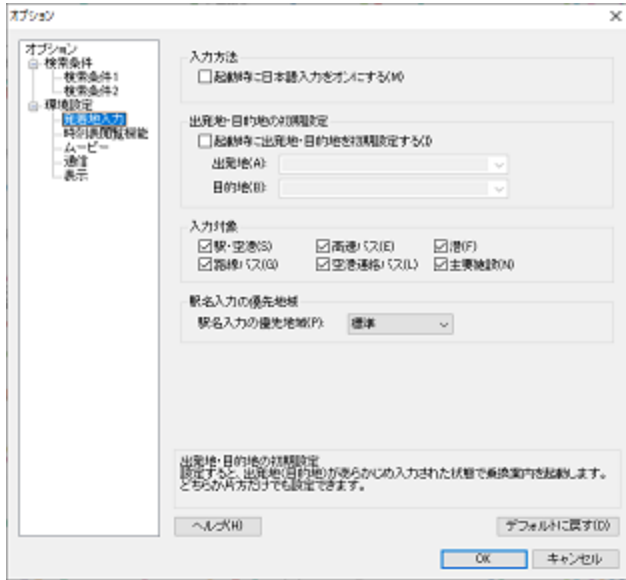 オプション
オプション
検索条件
検索条件1
検索条件2
環境設定
発着地入力
時刻表閲覧機能
ムービー
通信
表示
入力方法
起動時に日本語入力をオンにする(M)
出発地・目的地の初期設定
起動時に出発地・目的地を初期設定する(I)
出発地(A):
目的地(B):
入力対象
駅・空港(S) 高速バス(E) 港(F)
路線バス(G) 空港連絡バス(L) 主要施設(N)
駅名入力の優先地域
駅名入力の優先地域(P): 標準
出発地・目的地の初期設定
設定すると、出発地(目的地)があらかじめ入力された状態で乗換案内を起動します。
どちらか片方だけでも設定できます。
ヘルプ(H) デフォルトに戻す(D)
OK キャンセル